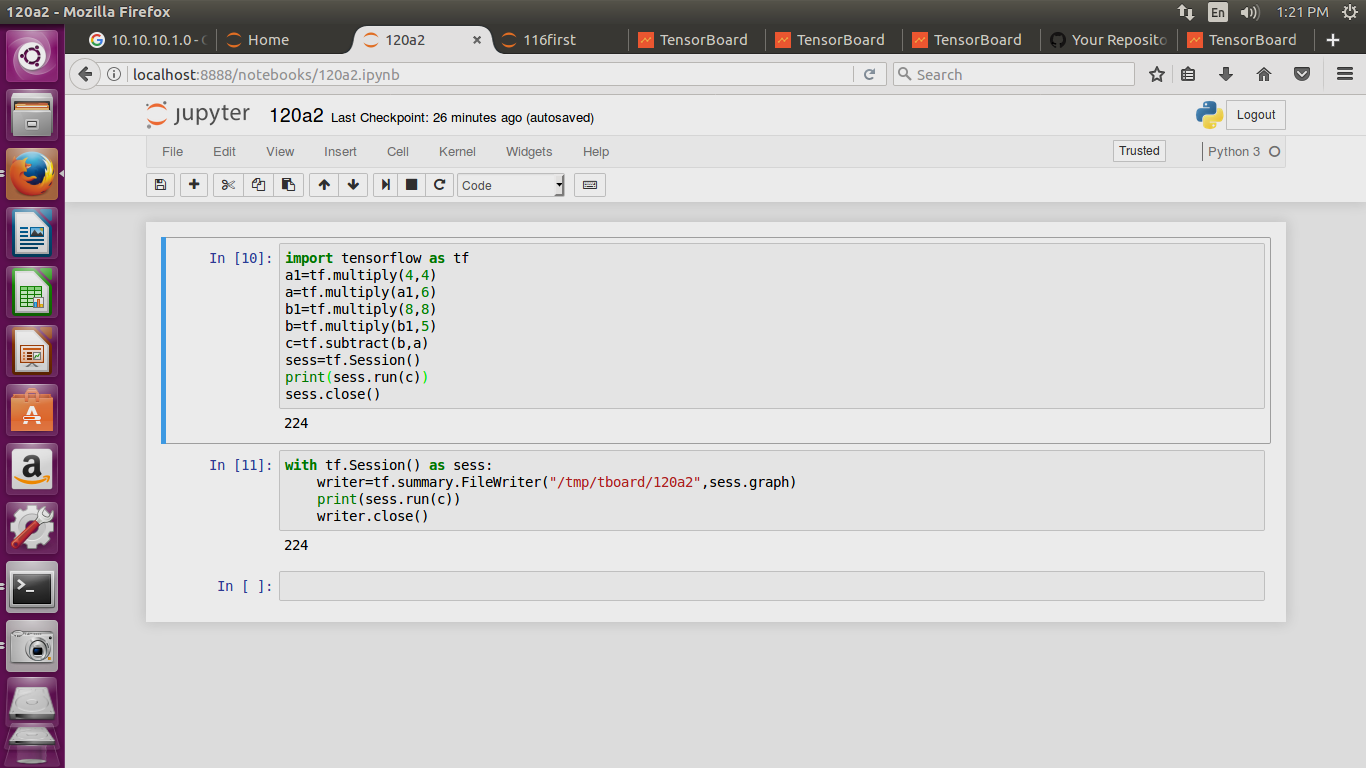 120a2 - Mozilla Firefox
En
1:21 PM
10.10.10.1.0 -
Home
120a2
116first
TensorBoard
TensorBoard
TensorBoard
Your Reposito
TensorBoard
localhost:8888/notebooks/120a2.ipynb
Search
jupyter 120a2 Last Checkpoint: 26 minutes ago (autosaved)
Logout
File Edit View Insert Cell Kernel Widgets Help
Trusted
Python 3
Code
In [10]: import tensorflow as tf
a1=tf.multiply(4,4)
a=tf.multiply(a1,6)
b1=tf.multiply(8,8)
b=tf.multiply(b1,5)
c=tf.subtract(b,a)
sess=tf.Session()
print(sess.run(c))
sess.close()
224
In [11]: with tf.Session() as sess:
    writer=tf.summary.FileWriter("/tmp/tboard/120a2",sess.graph)
    print(sess.run(c))
    writer.close()
224
In [ ]: